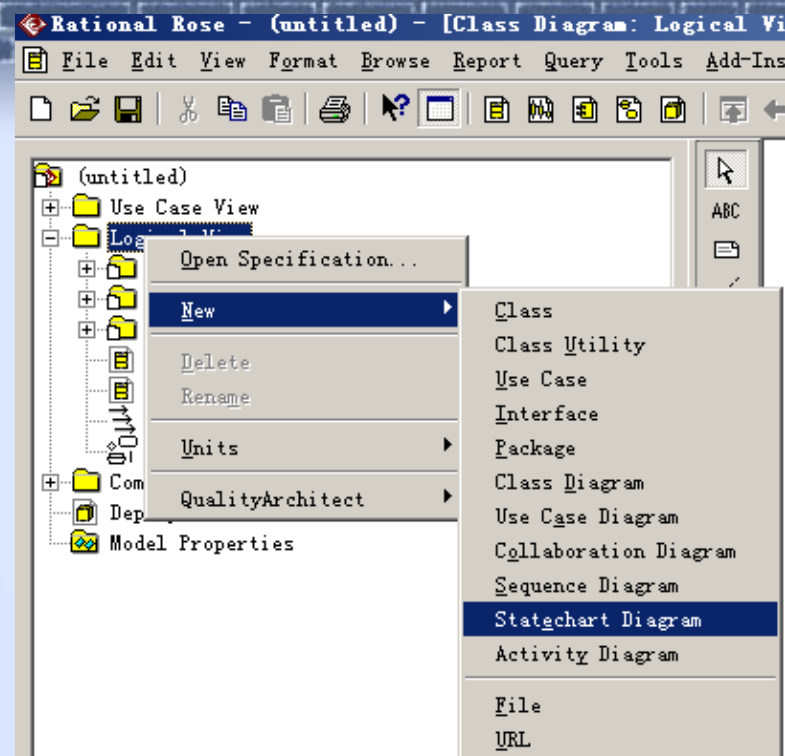 Rational Rose - (untitled) - [Class Diagram: Logical Vi
File Edit View Format Browse Report Query Tools Add-Ins
(untitled)
Use Case View
ABC
Open Specification...
New
Delete
Rename
Units
QualityArchitect
Com
Dep
Model Properties
Class
Class Utility
Use Case
Interface
Package
Class Diagram
Use Case Diagram
Collaboration Diagram
Sequence Diagram
Statechart Diagram
Activity Diagram
File
URL